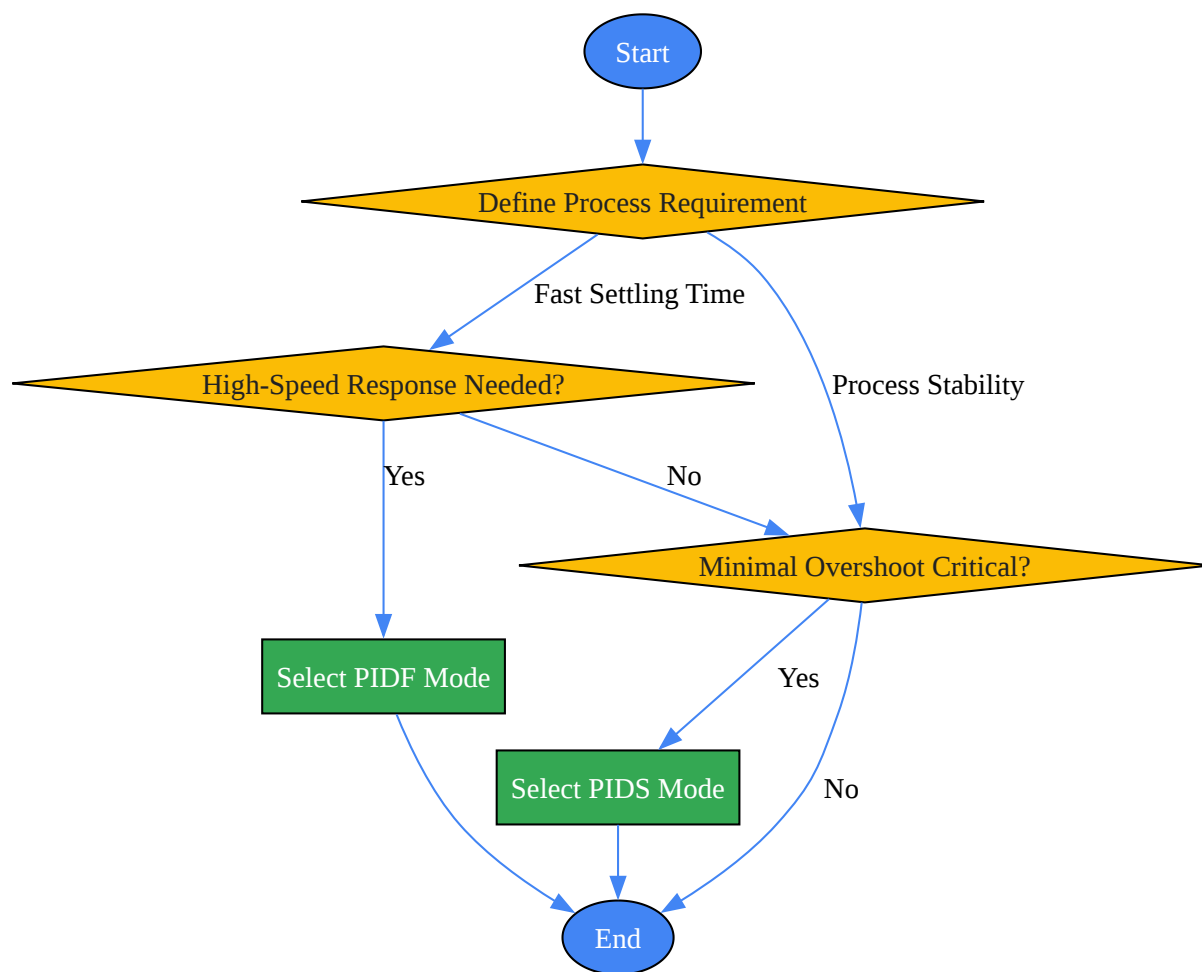 Start
Define Process Requirement
Fast Settling Time
High-Speed Response Needed?
Process Stability
Yes
No
Minimal Overshoot Critical?
Select PIDF Mode
Yes
Select PIDS Mode
No
End